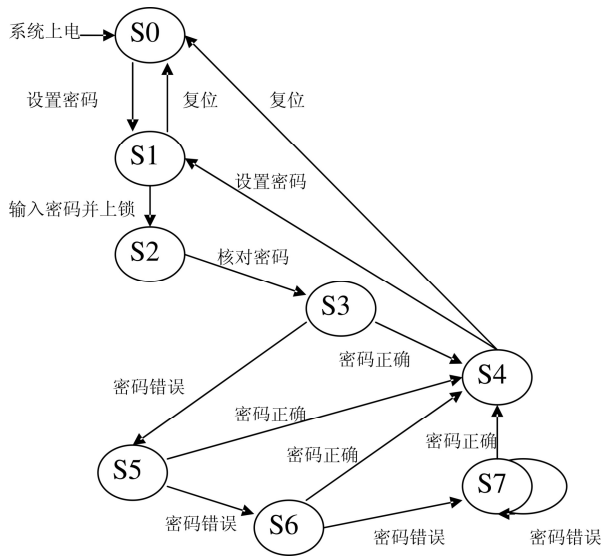 系统上电
S0
设置密码
复位
复位
S1
设置密码
输入密码并上锁
S2
核对密码
S3
密码正确
S4
密码错误
密码正确
密码正确
密码正确
S5
S7
密码错误
S6
密码错误
密码错误